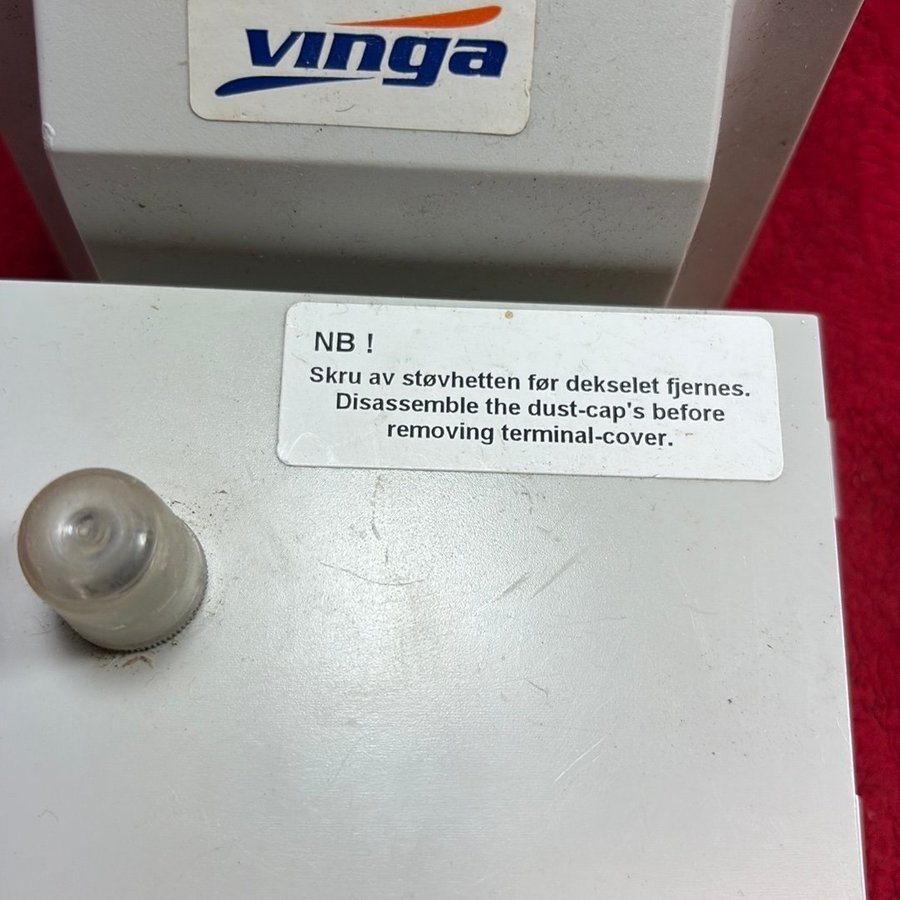 vinga
NB !
Skru av støvhetten før dekselet fjernes.
Disassemble the dust-cap's before
removing terminal-cover.